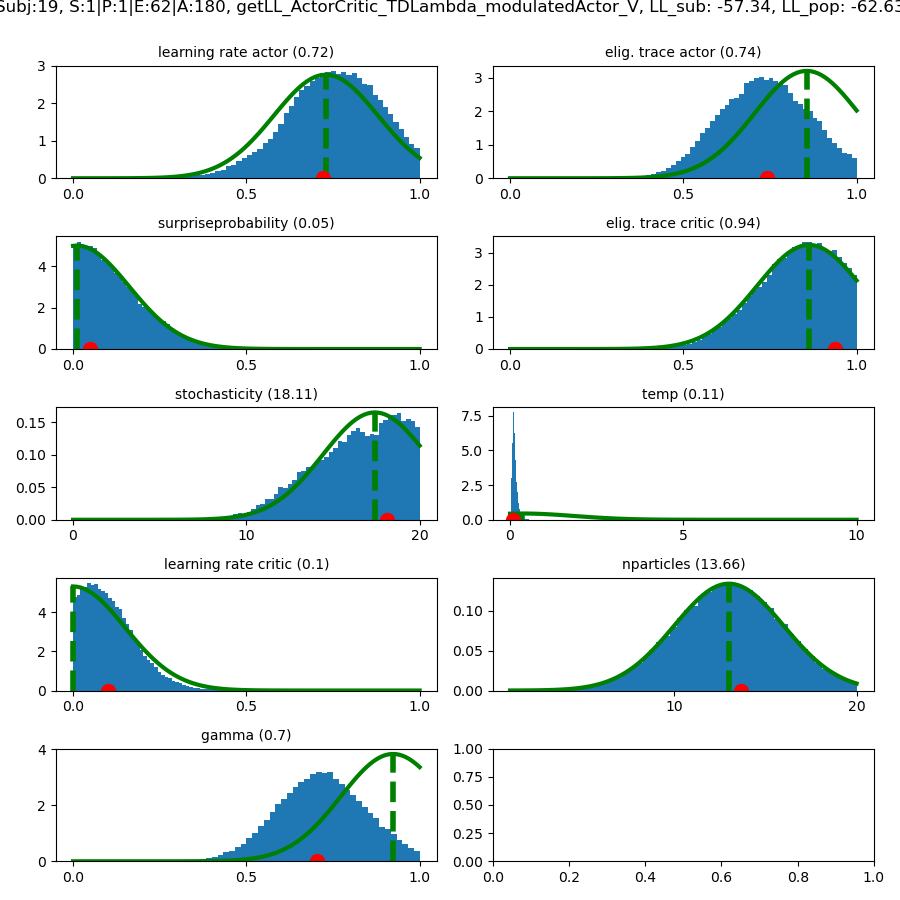 Subj:19, S:1|P:1|E:62|A:180, getLL_ActorCritic_TDLambda_modulatedActor_V, LL_sub: -57.34, LL_pop: -62.63
learning rate actor (0.72)
elig. trace actor (0.74)
3
2
1
0
0.0 0.5 1.0
3
2
1
0
0.0 0.5 1.0
surpriseprobability (0.05)
elig. trace critic (0.94)
4
2
0
0.0 0.5 1.0
3
2
1
0
0.0 0.5 1.0
stochasticity (18.11)
temp (0.11)
0.15
0.10
0.05
0.00
0 10 20
7.5
5.0
2.5
0.0
0 5 10
learning rate critic (0.1)
nparticles (13.66)
4
2
0
0.0 0.5 1.0
0.10
0.05
0.00
10 20
gamma (0.7)
4
2
0
0.0 0.5 1.0
1.00
0.75
0.50
0.25
0.00
0.0 0.2 0.4 0.6 0.8 1.0